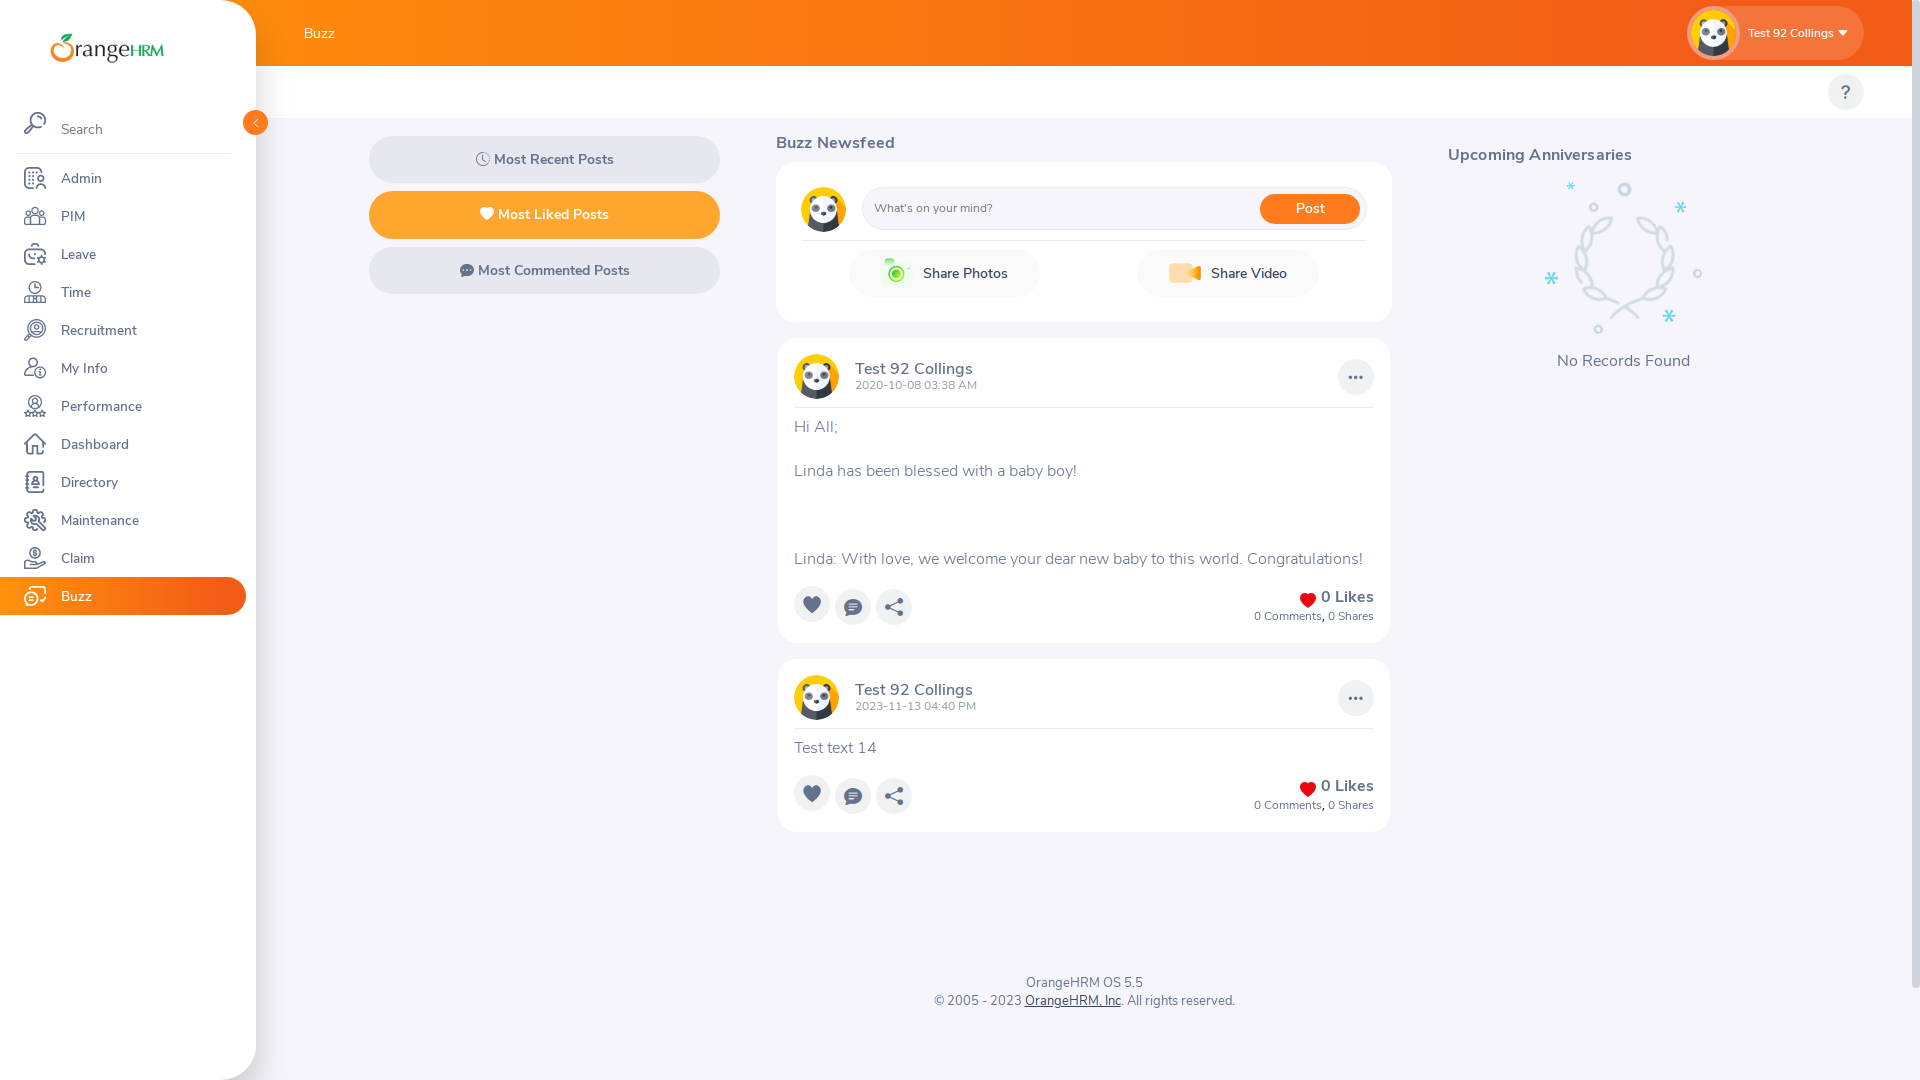 OrangeHRM
Search
Admin
PIM
Leave
Time
Recruitment
My Info
Performance
Dashboard
Directory
Maintenance
Claim
Buzz
Buzz
Test 92 Collings
?
Most Recent Posts
Most Liked Posts
Most Commented Posts
Buzz Newsfeed
What's on your mind?
Post
Share Photos
Share Video
Test 92 Collings
2020-10-08 03:38 AM
Hi All;
Linda has been blessed with a baby boy!
Linda: With love, we welcome your dear new baby to this world. Congratulations!
0 Likes
0 Comments, 0 Shares
Test 92 Collings
2023-11-13 04:40 PM
Test text 14
0 Likes
0 Comments, 0 Shares
Upcoming Anniversaries
No Records Found
OrangeHRM OS 5.5
© 2005 - 2023 OrangeHRM, Inc. All rights reserved.